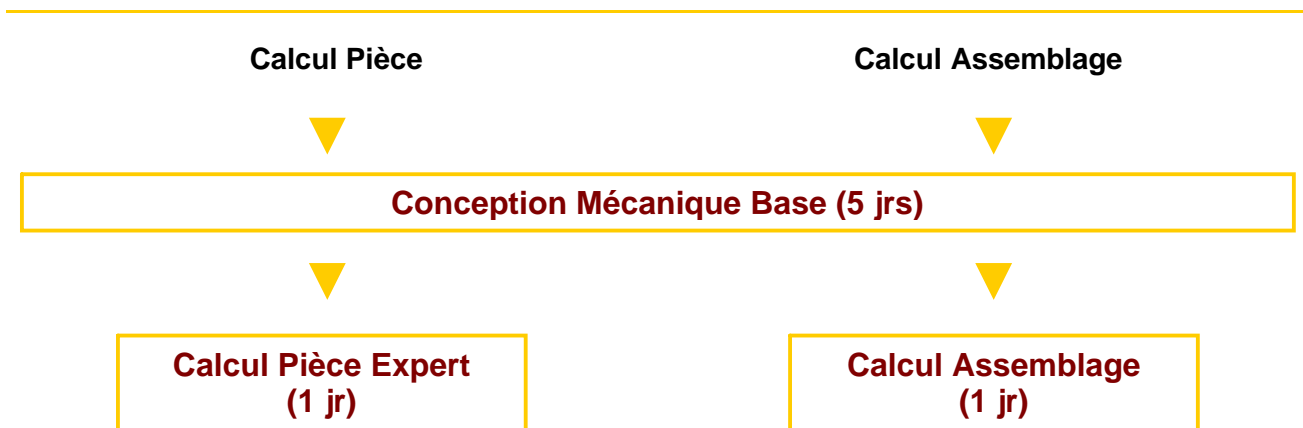 Calcul Pièce
Calcul Assemblage
Conception Mécanique Base (5 jrs)
Calcul Pièce Expert
(1 jr)
Calcul Assemblage
(1 jr)